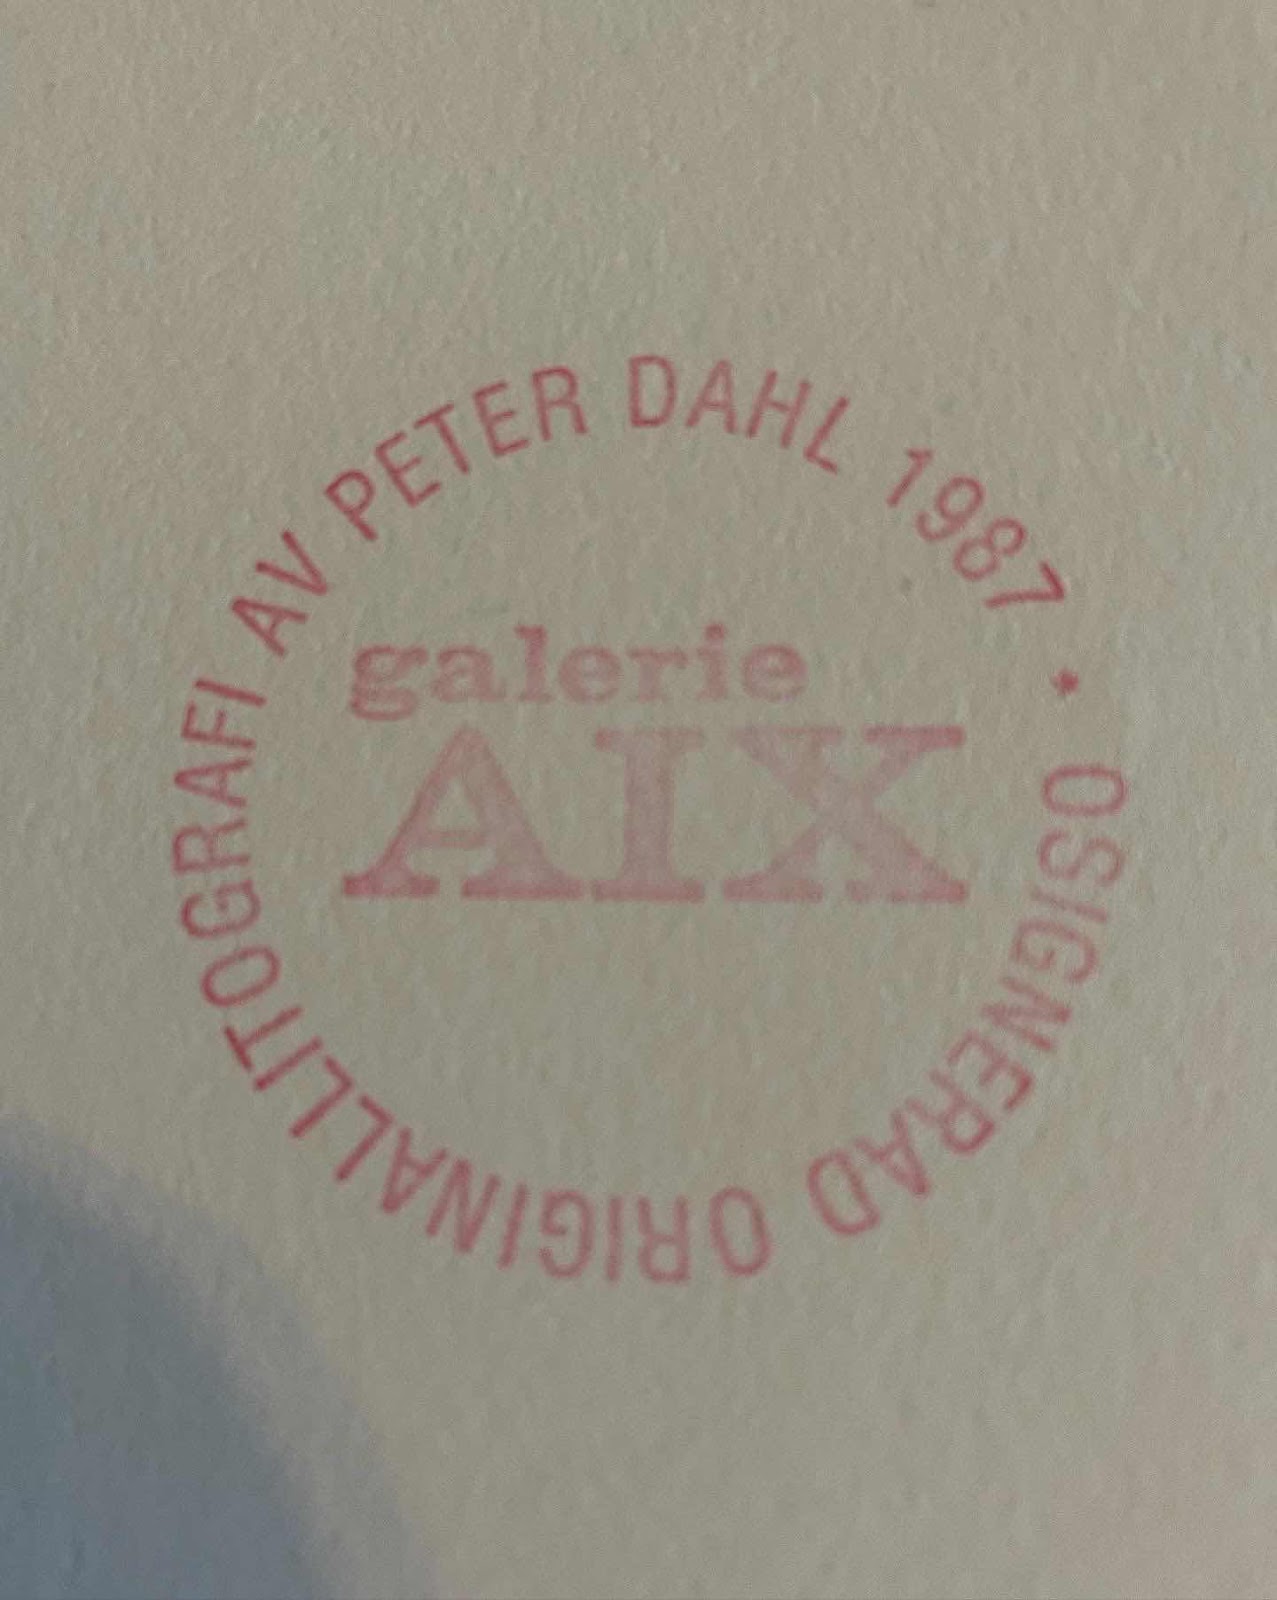 OSIGNERAD ORIGINALLITOGRAFI AV PETER DAHL 1987 *
galerie
AIX